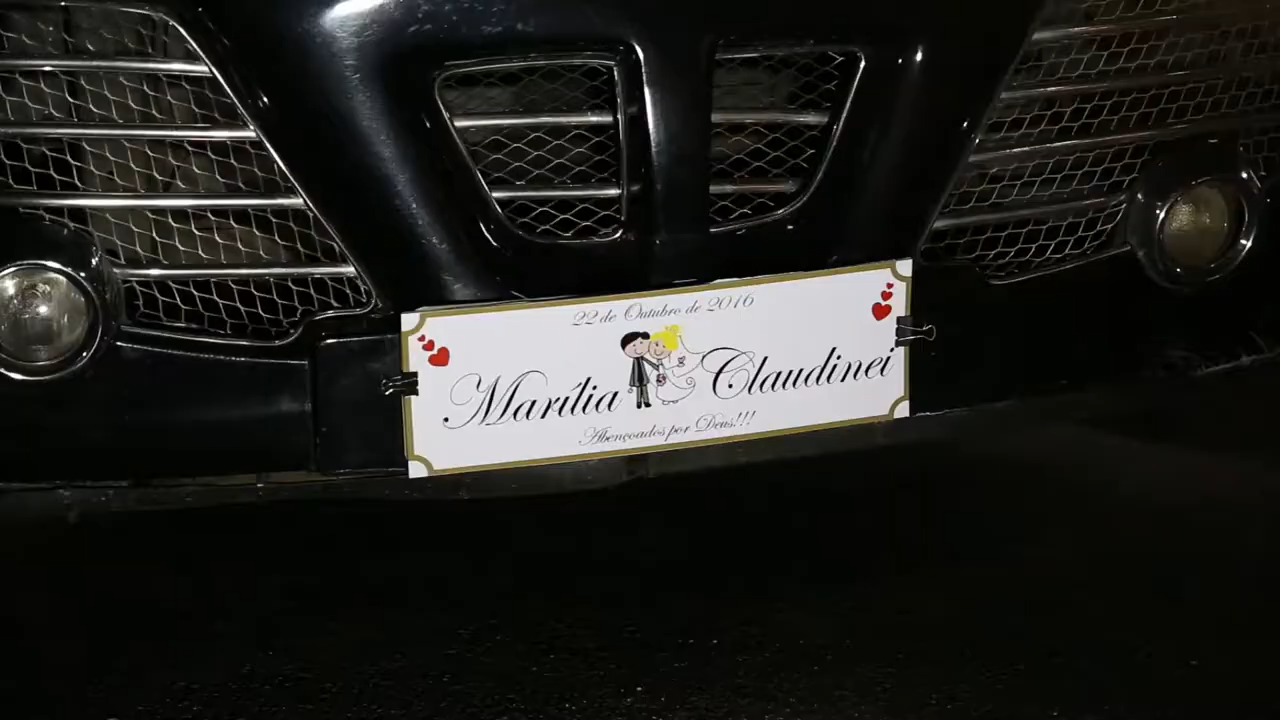 22 de Outubro de 2016
Marília Claudinei
Abençoados por Deus!!!